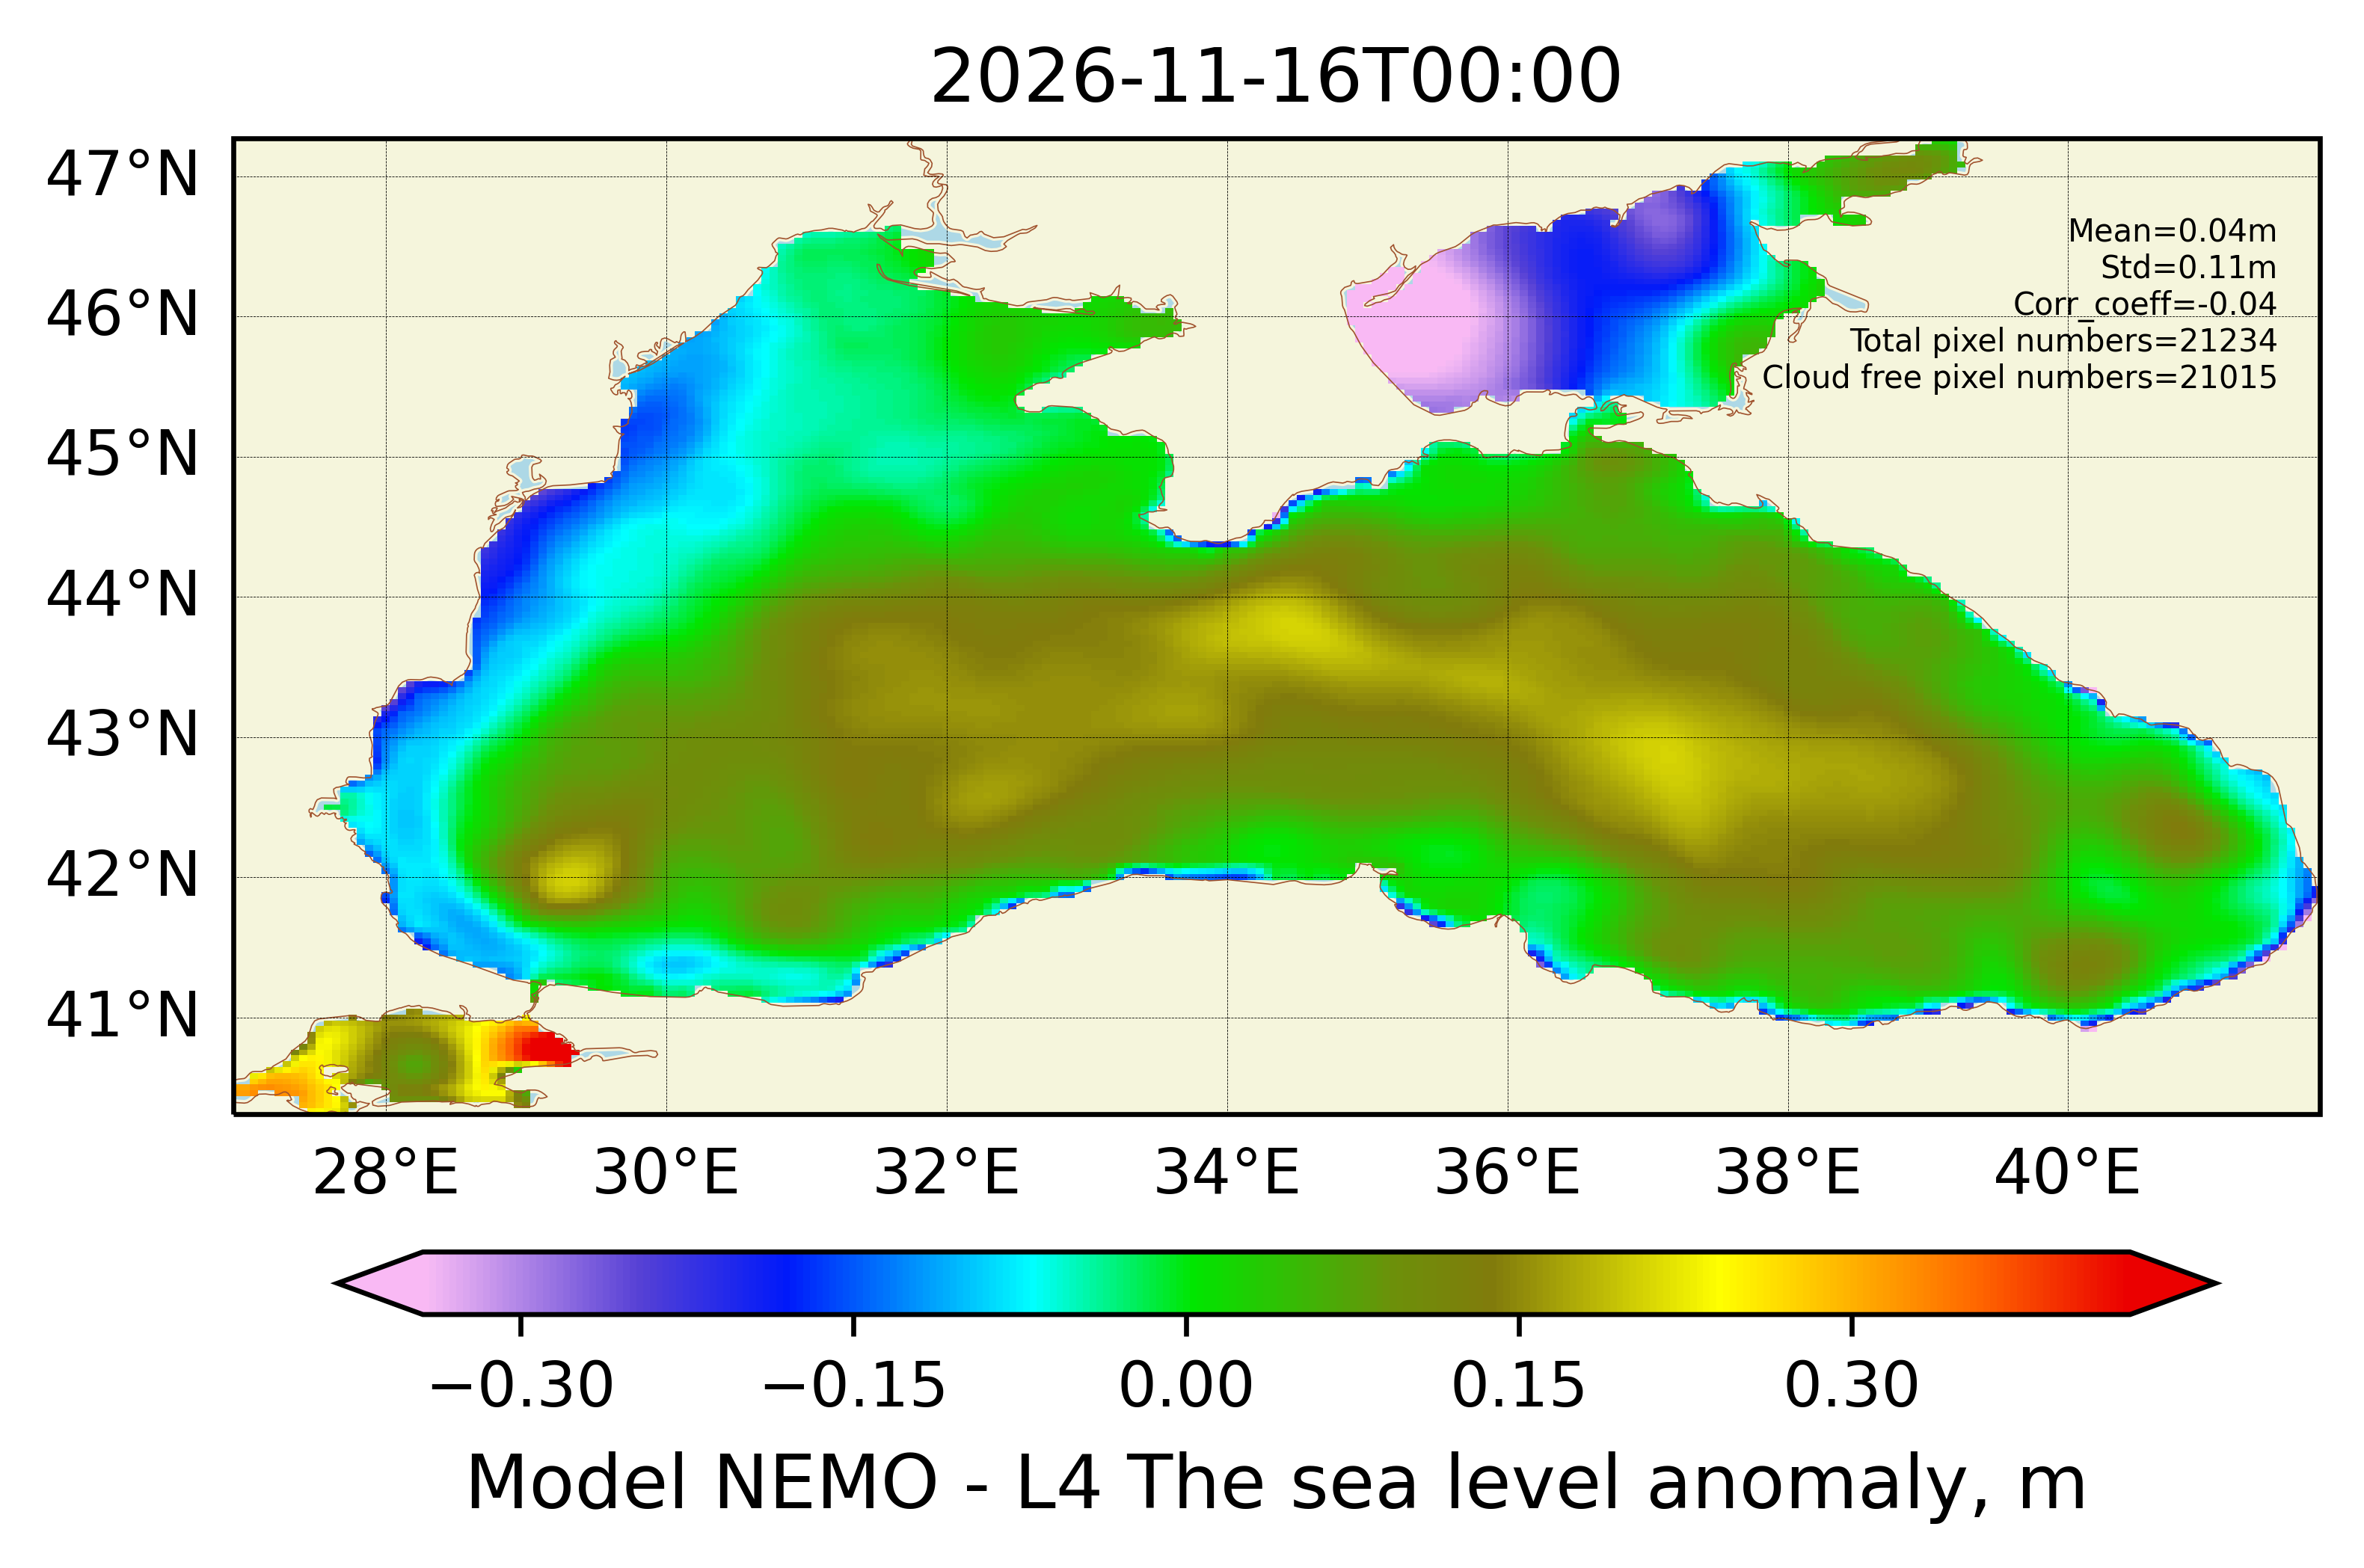 2026-11-16T00:00
47°N
46°N
45°N
44°N
43°N
42°N
41°N
Mean=0.04m
Std=0.11m
Corr_coeff=-0.04
Total pixel numbers=21234
Cloud free pixel numbers=21015
28°E 30°E 32°E 34°E 36°E 38°E 40°E
−0.30 −0.15 0.00 0.15 0.30
Model NEMO - L4 The sea level anomaly, m